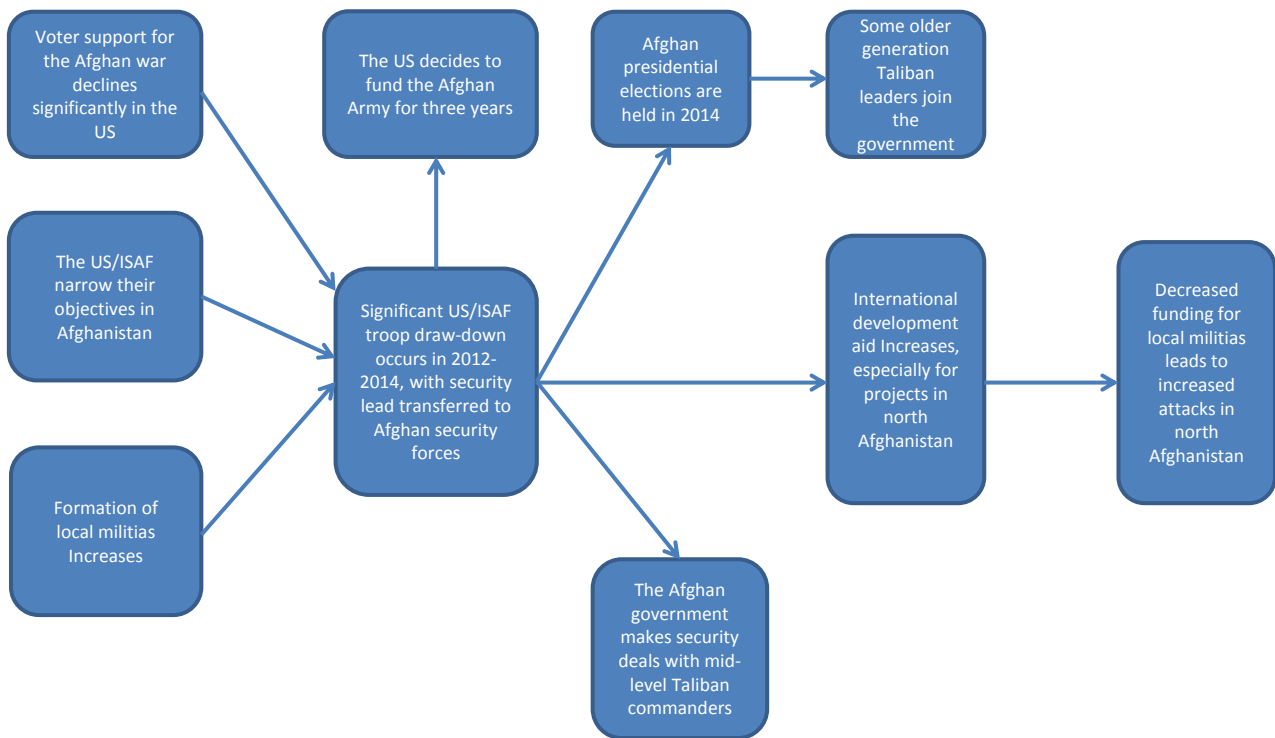 Voter support for
the Afghan war
declines
significantly in the
US
The US decides to
fund the Afghan
Army for three years
Afghan
presidential
elections are
held in 2014
Some older
generation
Taliban
leaders join
the
government
The US/ISAF
narrow their
objectives in
Afghanistan
Significant US/ISAF
troop draw-down
occurs in 2012-
2014, with security
lead transferred to
Afghan security
forces
International
development
aid Increases,
especially for
projects in
north
Afghanistan
Decreased
funding for
local militias
leads to
increased
attacks in
north
Afghanistan
Formation of
local militias
Increases
The Afghan
government
makes security
deals with mid-
level Taliban
commanders